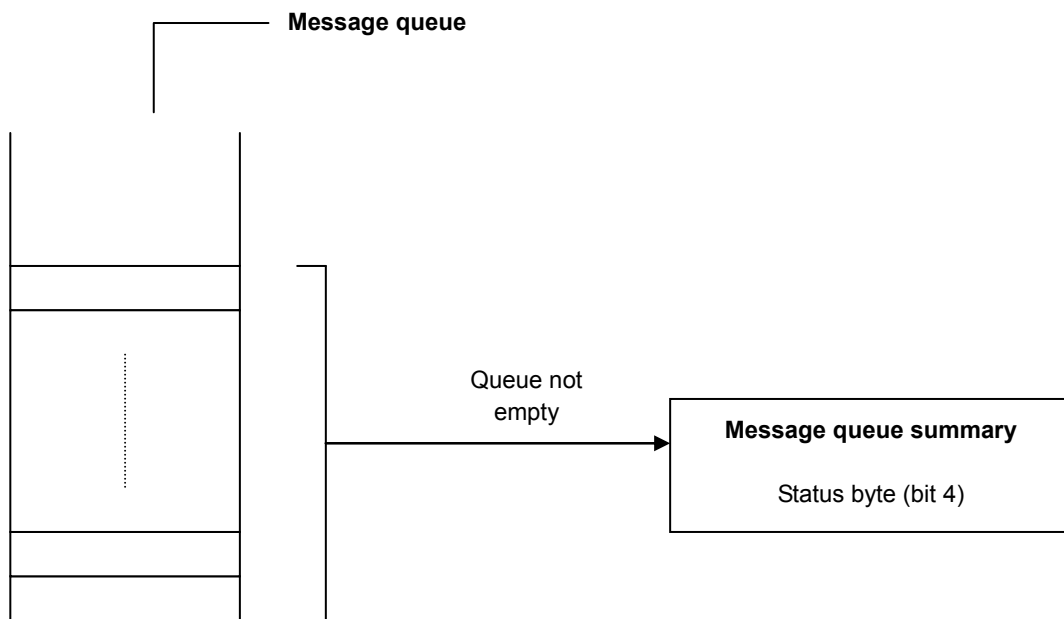 Message queue
Queue not
empty
Message queue summary
Status byte (bit 4)